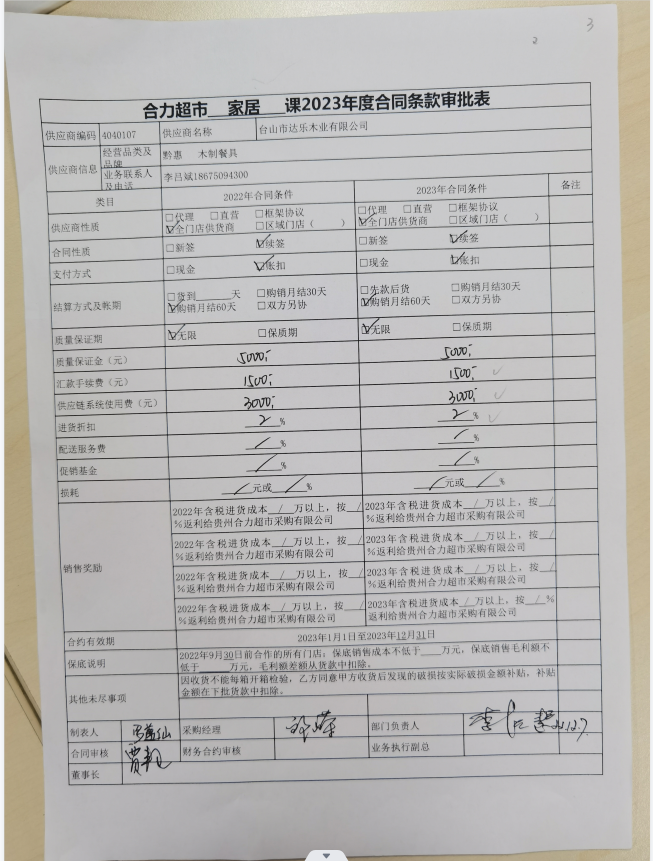 3
2
合力超市 家居 课2023年度合同条款审批表
供应商编码 4040107 供应商名称 台山市达乐木业有限公司
供应商信息 经营品类及品牌 黔惠 木制餐具
业务联系人及电话 李吕斌18675094300
类目 2022年合同条件 2023年合同条件 备注
供应商性质 □代理 □直营 □框架协议 □代理 □直营 □框架协议
☑全门店供货商 □区域门店（ ） ☑全门店供货商 □区域门店（ ）
合同性质 □新签 ☑续签 □新签 ☑续签
支付方式 □现金 ☑账扣 □现金 ☑账扣
结算方式及帐期 □货到____天 □购销月结30天 □先款后货 □购销月结30天
☑购销月结60天 □双方另协 ☑购销月结60天 □双方另协
质量保证期 ☑无限 □保质期 ☑无限 □保质期
质量保证金（元） 5000; 5000;
汇款手续费（元） 1500; 1500; ✓
供应链系统使用费（元） 3000; 3000; ✓
进货折扣 2 % 2 % ✓
配送服务费 / % / %
促销基金 / % / %
损耗 / 元或 / % / 元或 / %
销售奖励
2022年含税进货成本 / 万以上，按 / 2023年含税进货成本 / 万以上，按 /
%返利给贵州合力超市采购有限公司 %返利给贵州合力超市采购有限公司
2022年含税进货成本 / 万以上，按 / 2023年含税进货成本 / 万以上，按 /
%返利给贵州合力超市采购有限公司 %返利给贵州合力超市采购有限公司
2022年含税进货成本 / 万以上，按 / 2023年含税进货成本 / 万以上，按 /
%返利给贵州合力超市采购有限公司 %返利给贵州合力超市采购有限公司
2022年含税进货成本 / 万以上，按 / 2023年含税进货成本 / 万以上，按 / %
%返利给贵州合力超市采购有限公司 返利给贵州合力超市采购有限公司
合约有效期 2023年1月1日至2023年12月31日
保底说明 2022年9月30日前合作的所有门店；保底销售成本不低于____万元，保底销售毛利额不
低于____万元，毛利额差额从货款中扣除。
其他未尽事项 因收货不能每箱开箱检验，乙方同意甲方收货后发现的破损按实际破损金额补贴，补贴
金额在下批货款中扣除。
制表人 采购经理 部门负责人 22.12.7
合同审核 财务合约审核 业务执行副总
董事长